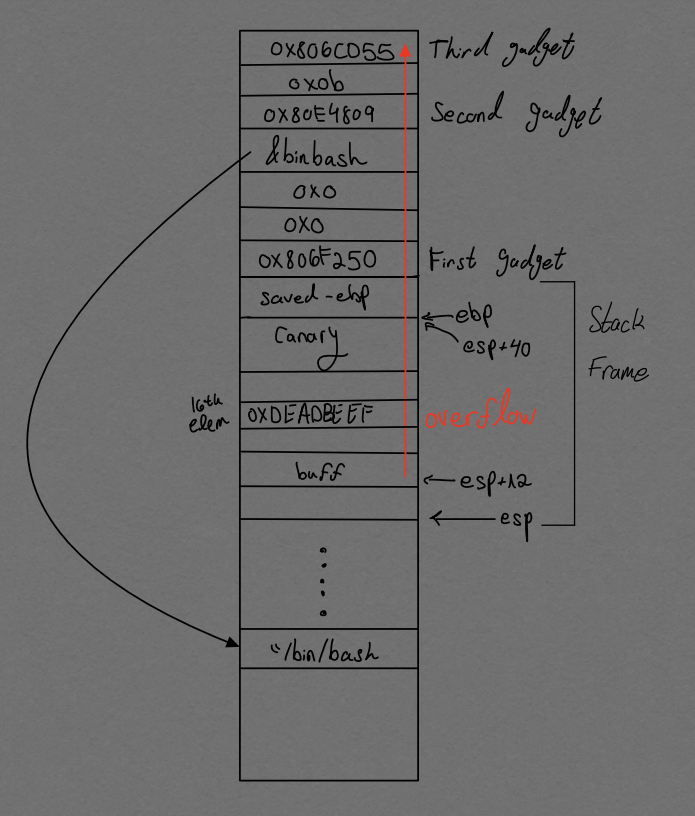 0x806CD55 Third gadget
0x0b
0x80E4809 Second gadget
&binbash
0x0
0x0
0x806F250 First gadget
saved-ebp
ebp
Canary
esp+40
Stack
Frame
16th
elem
0XDEADBEEF
overflow
buff
esp+12
esp
"/bin/bash